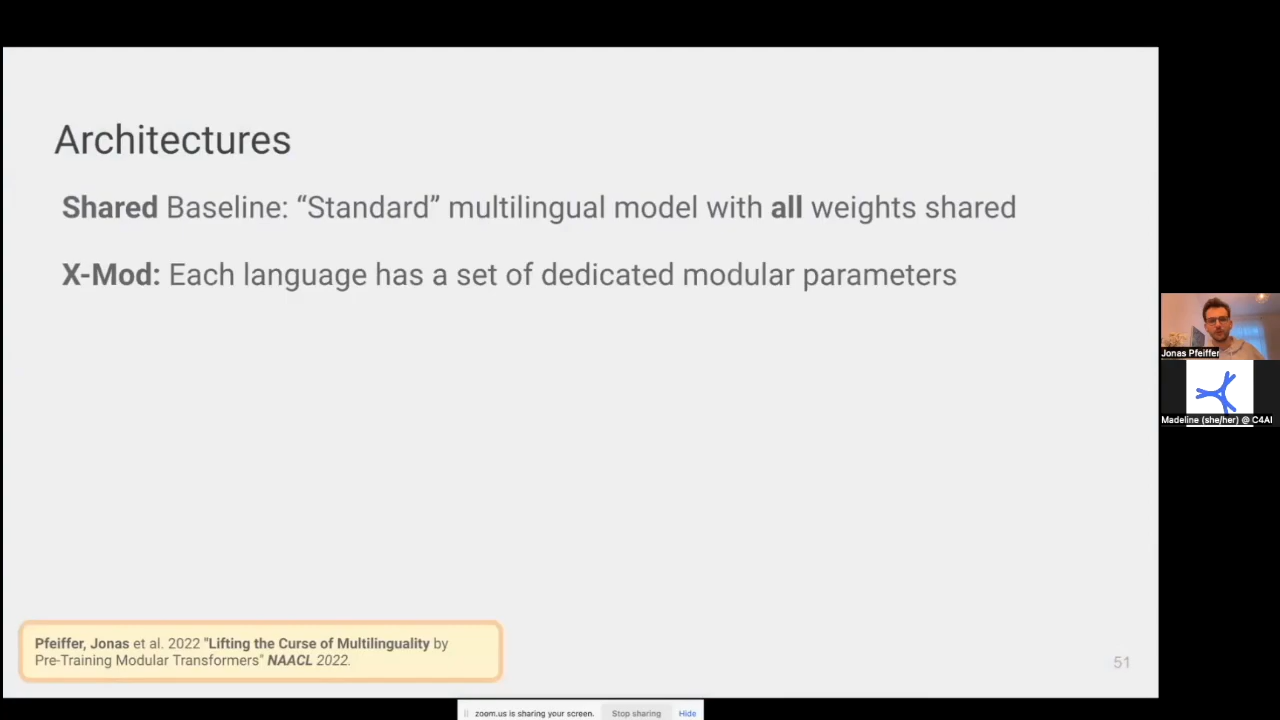 Architectures
Shared Baseline: “Standard” multilingual model with all weights shared
X-Mod: Each language has a set of dedicated modular parameters
Jonas Pfeiffer
Madeline (she/her) @ C4AI
Pfeiffer, Jonas et al. 2022 "Lifting the Curse of Multilinguality by
Pre-Training Modular Transformers" NAACL 2022.
51
zoom.us is sharing your screen. Stop sharing Hide